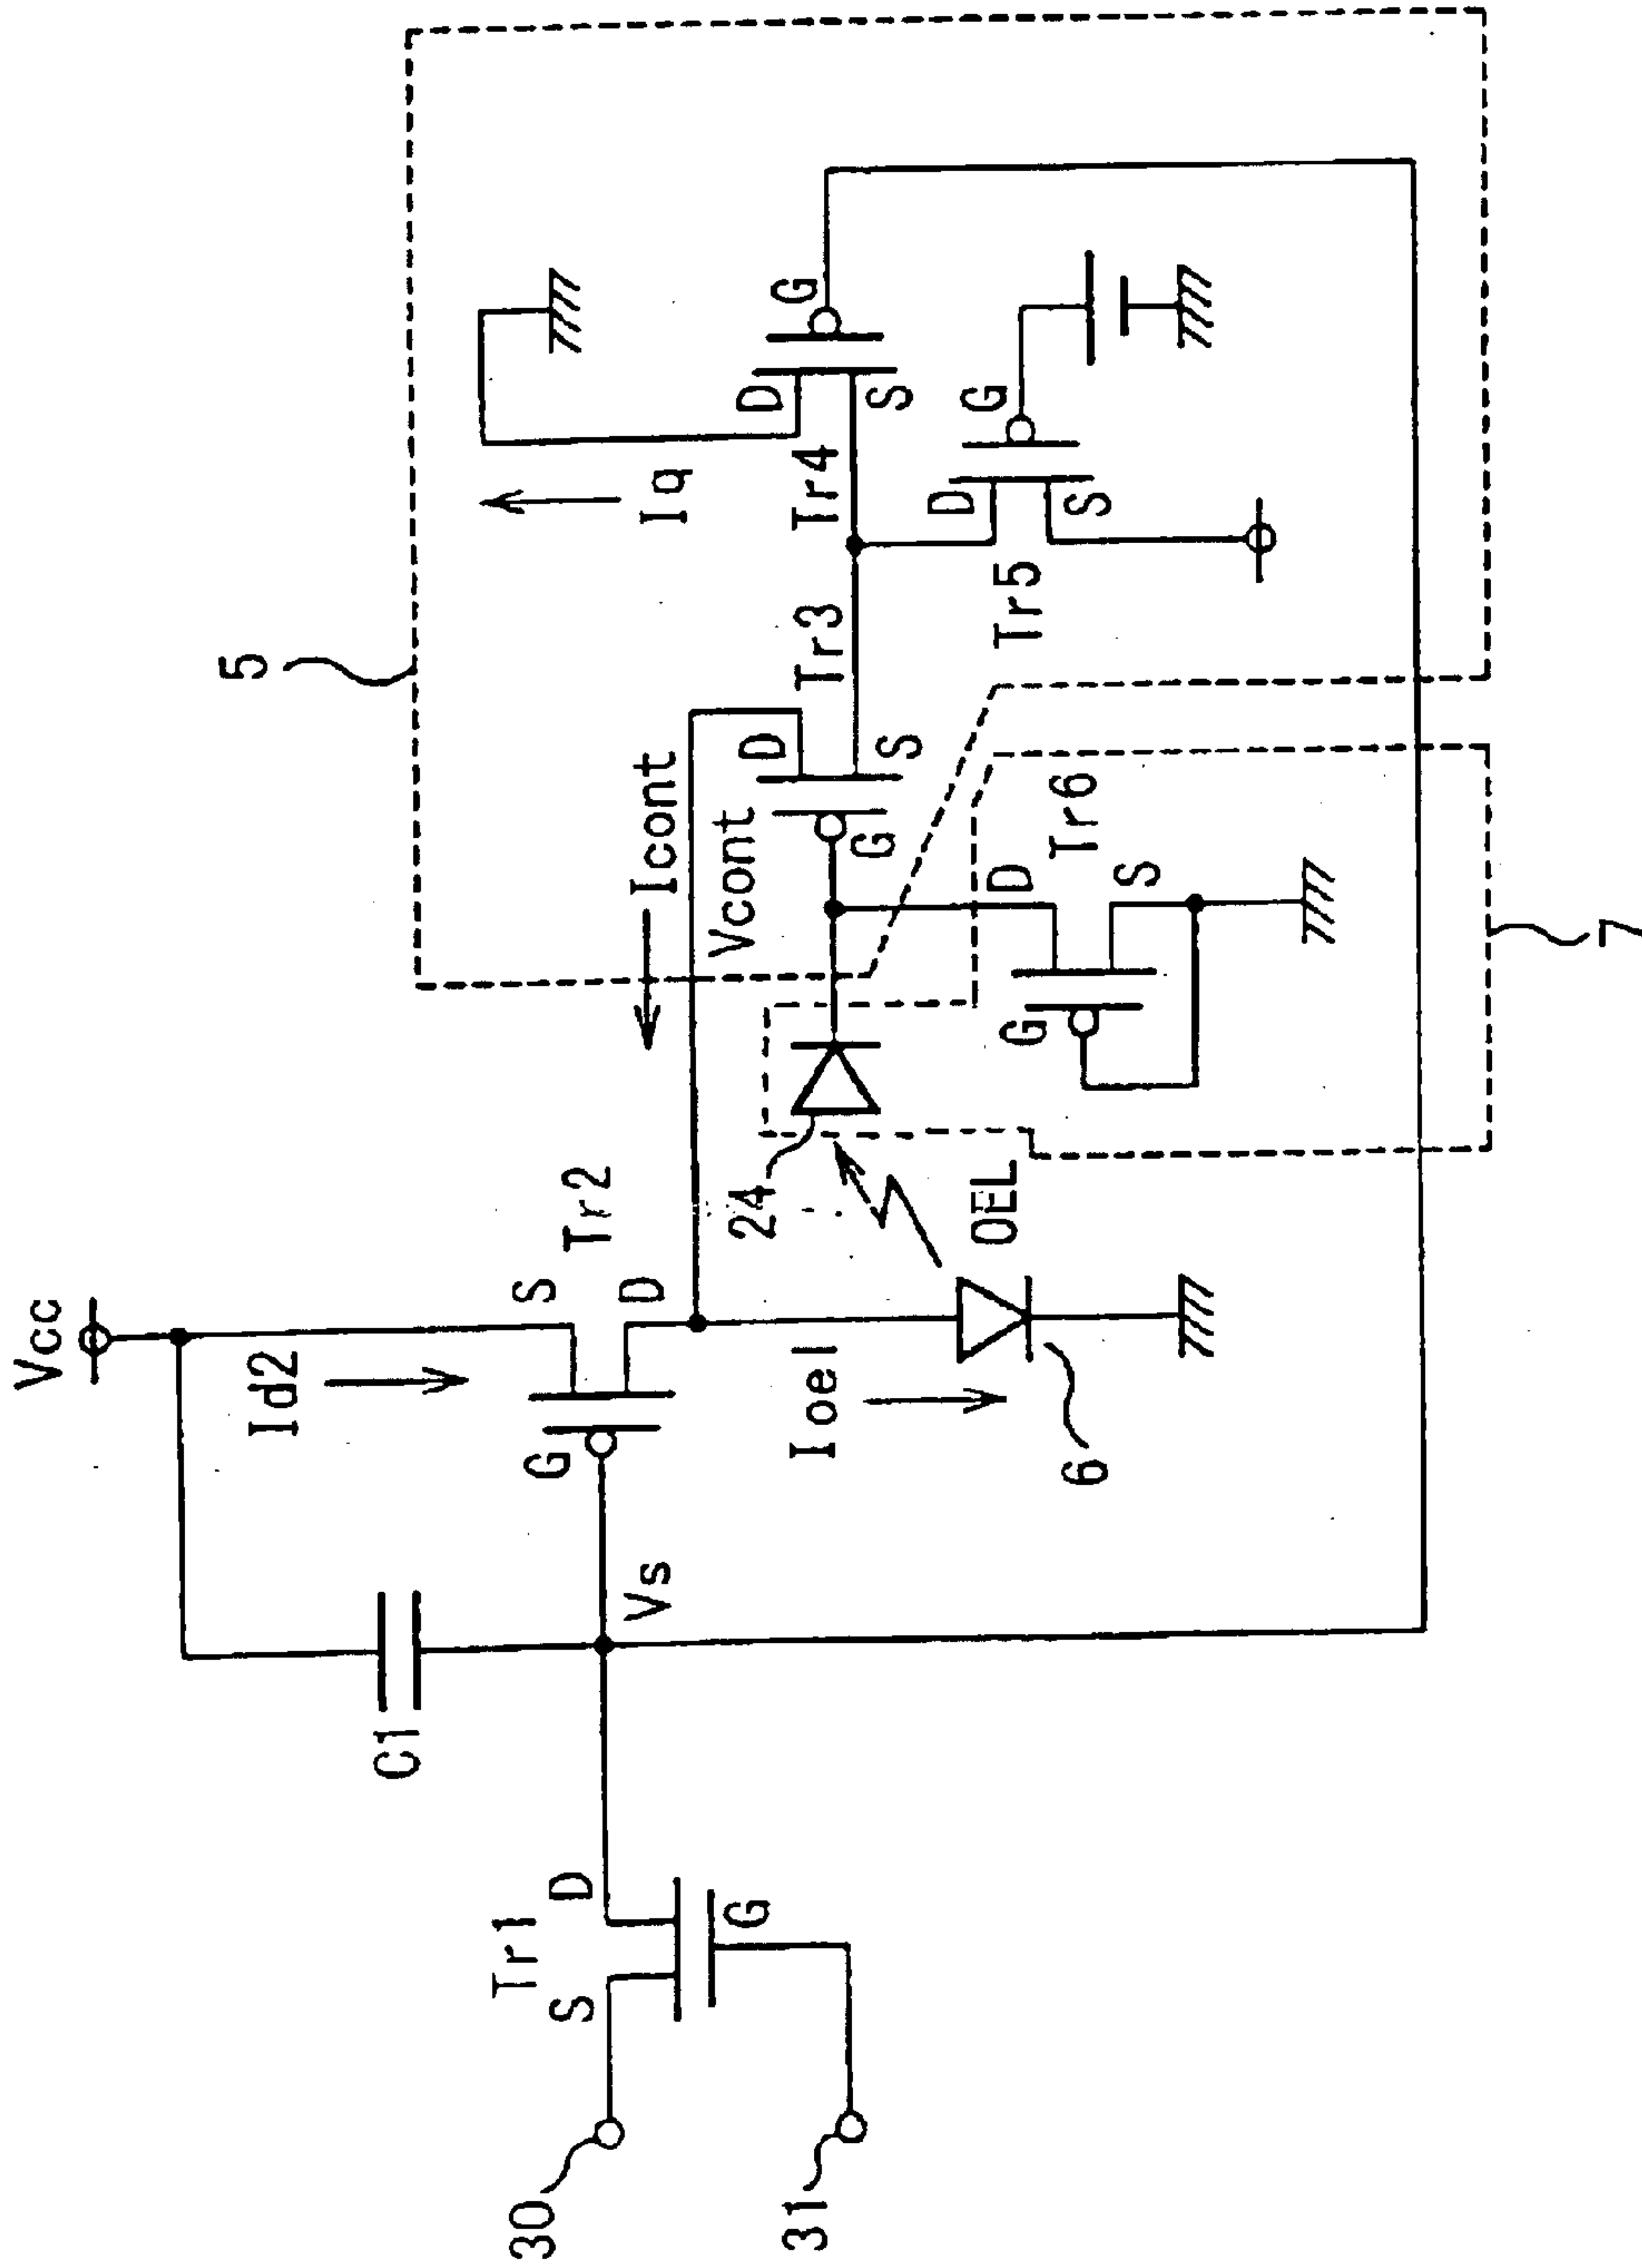 Vcc
5
Id2
S
Tr2
G
D
Vs
C1
Icont
Vcont
D
Tr3
S
G
Iq
Tr4
D
G
S
Tr5
D
G
S
Tr6
D
G
S
24
OEL
Ioel
6
7
Tr1
S
D
G
30
31